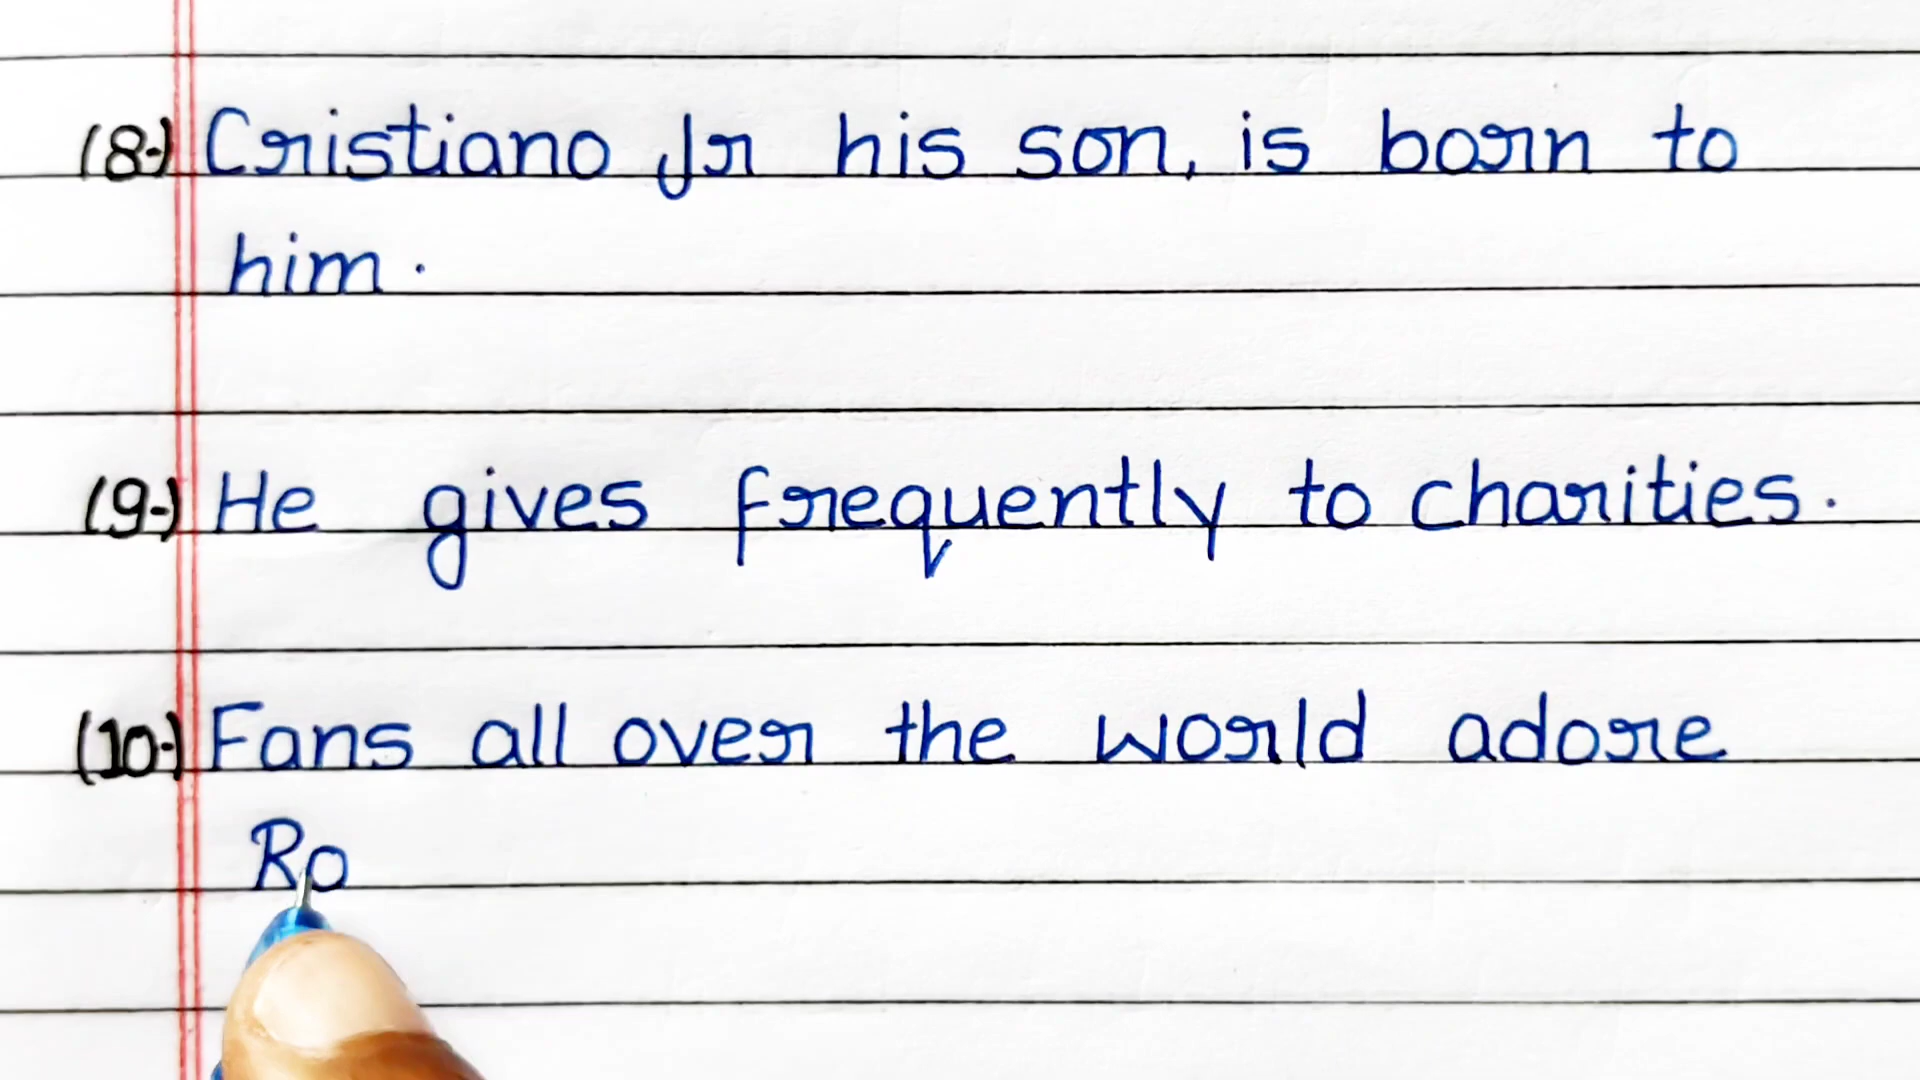 (8.) Cristiano Jr his son, is born to
him.
(9.) He gives frequently to charities.
(10.) Fans all over the world adore
Ro